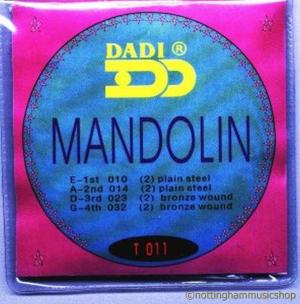 DADI ®
MANDOLIN
E-1st 010 (2) plain steel
A-2nd 014 (2) plain steel
D-3rd 023 (2) bronze wound
G-4th 032 (2) bronze wound
T 011
©nottinghammusicshop